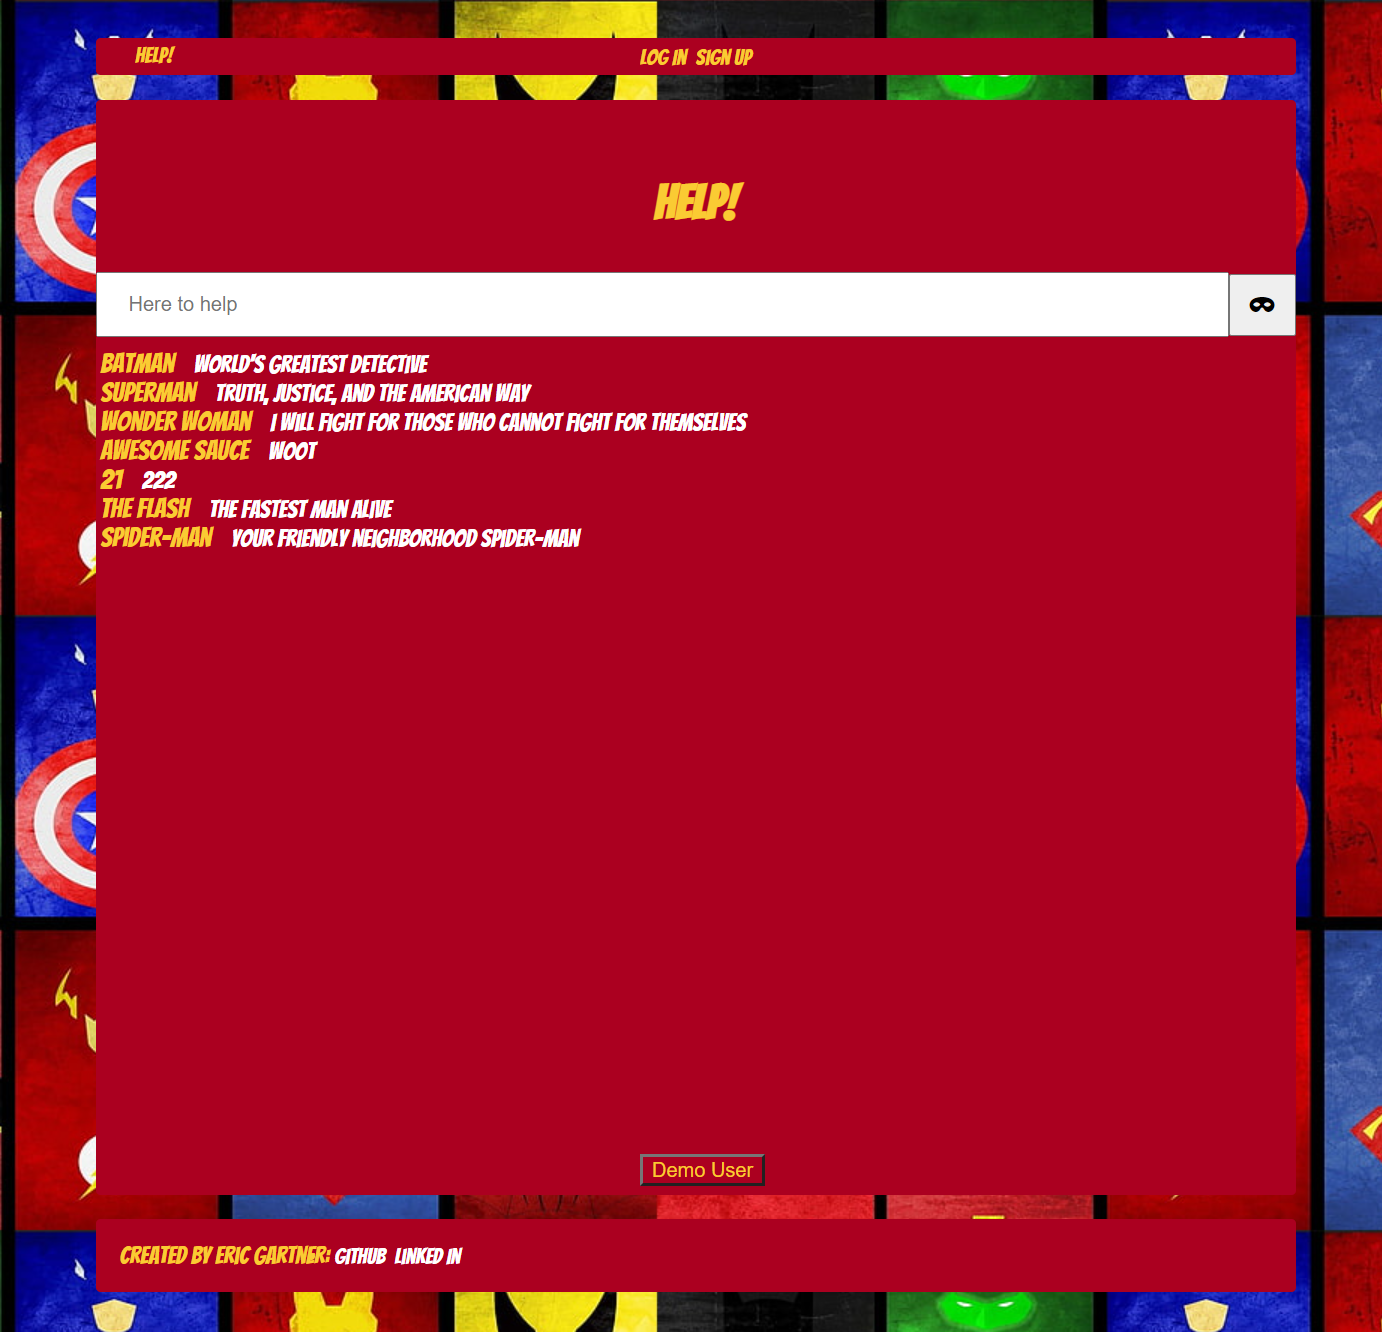 HELP!
LOG IN SIGN UP
HELP!
Here to help
BATMAN WORLD'S GREATEST DETECTIVE
SUPERMAN TRUTH, JUSTICE, AND THE AMERICAN WAY
WONDER WOMAN I WILL FIGHT FOR THOSE WHO CANNOT FIGHT FOR THEMSELVES
AWESOME SAUCE WOOT
21 222
THE FLASH THE FASTEST MAN ALIVE
SPIDER-MAN YOUR FRIENDLY NEIGHBORHOOD SPIDER-MAN
Demo User
CREATED BY ERIC GARTNER: GITHUB LINKED IN